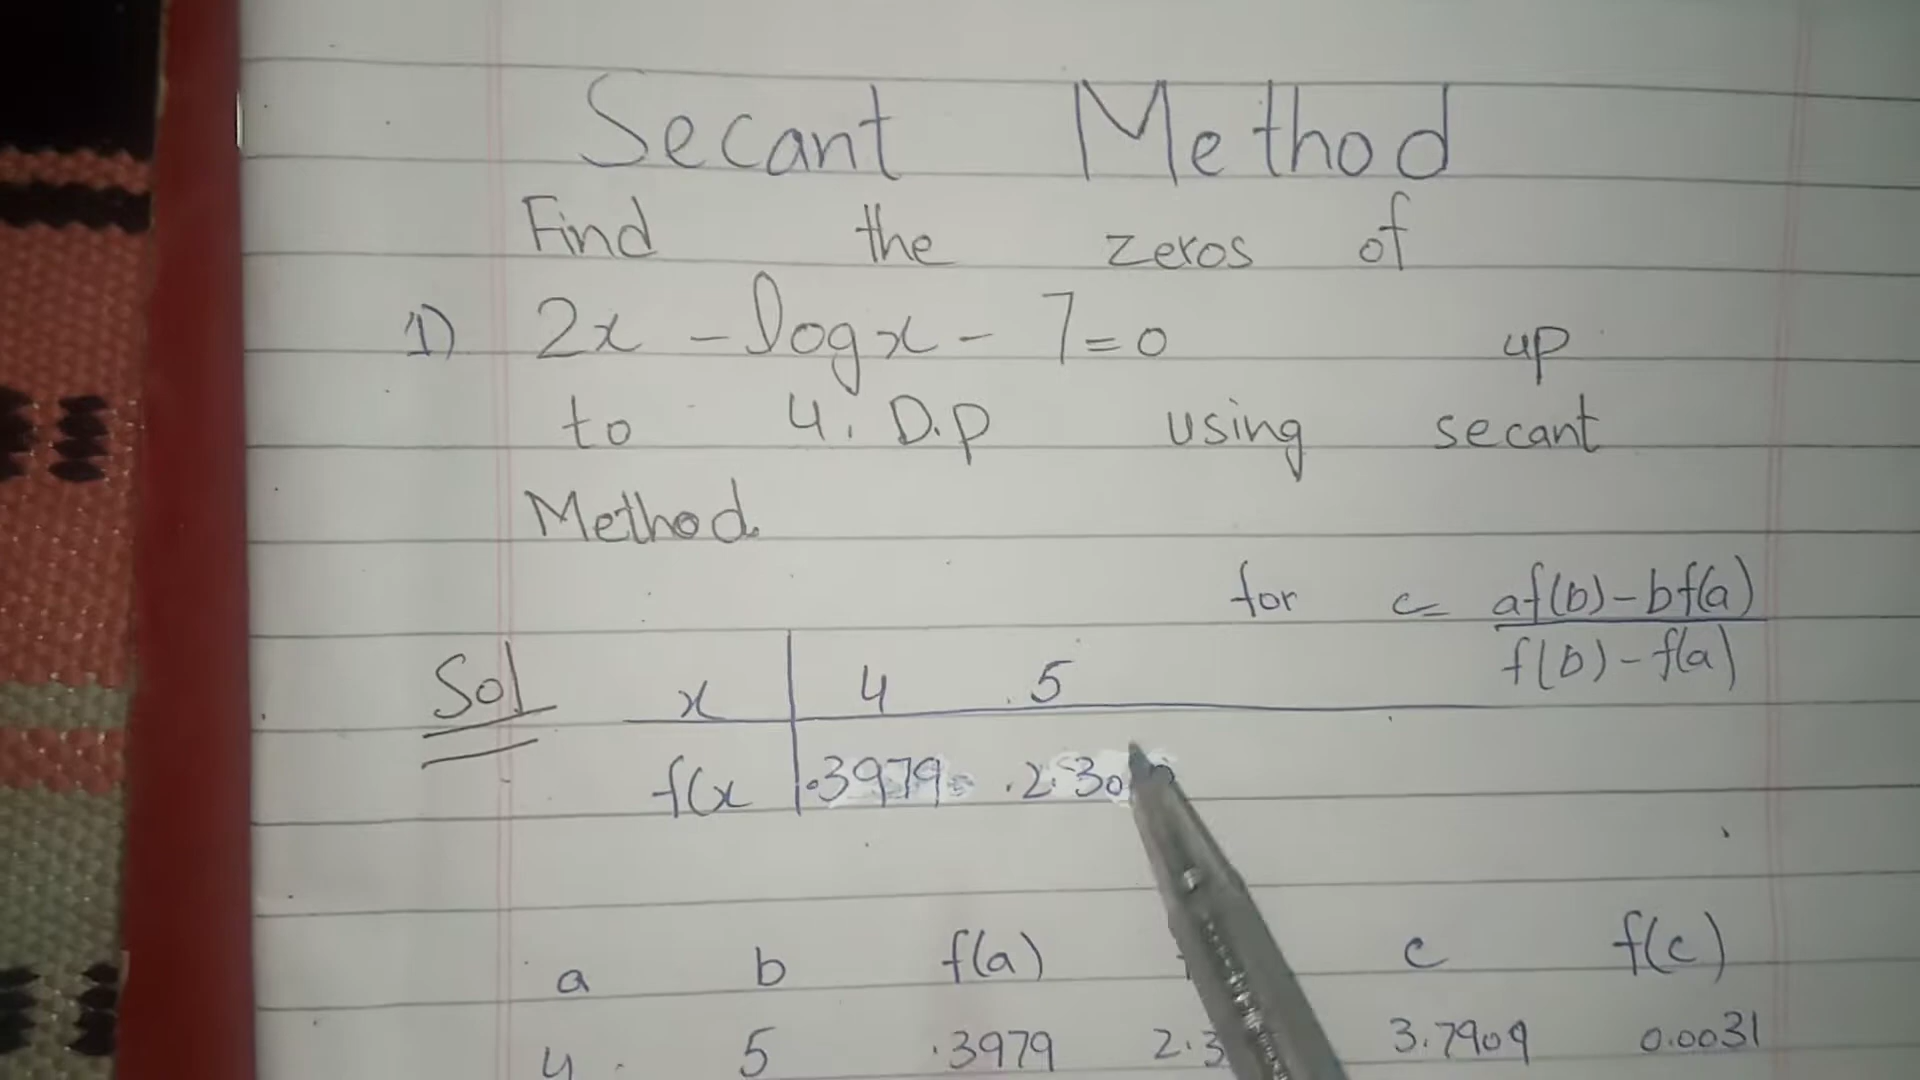 Secant Method
Find the zeros of
1) 2x - logx - 7=0 up
to 4. D.p using secant
Method.
for c= af(b)-bf(a)
f(b)-f(a)
Sol x 4 .5
f(x .3979 .2.30
a b f(a) c f(c)
4. 5 .3979 2.3 3.7909 0.0031